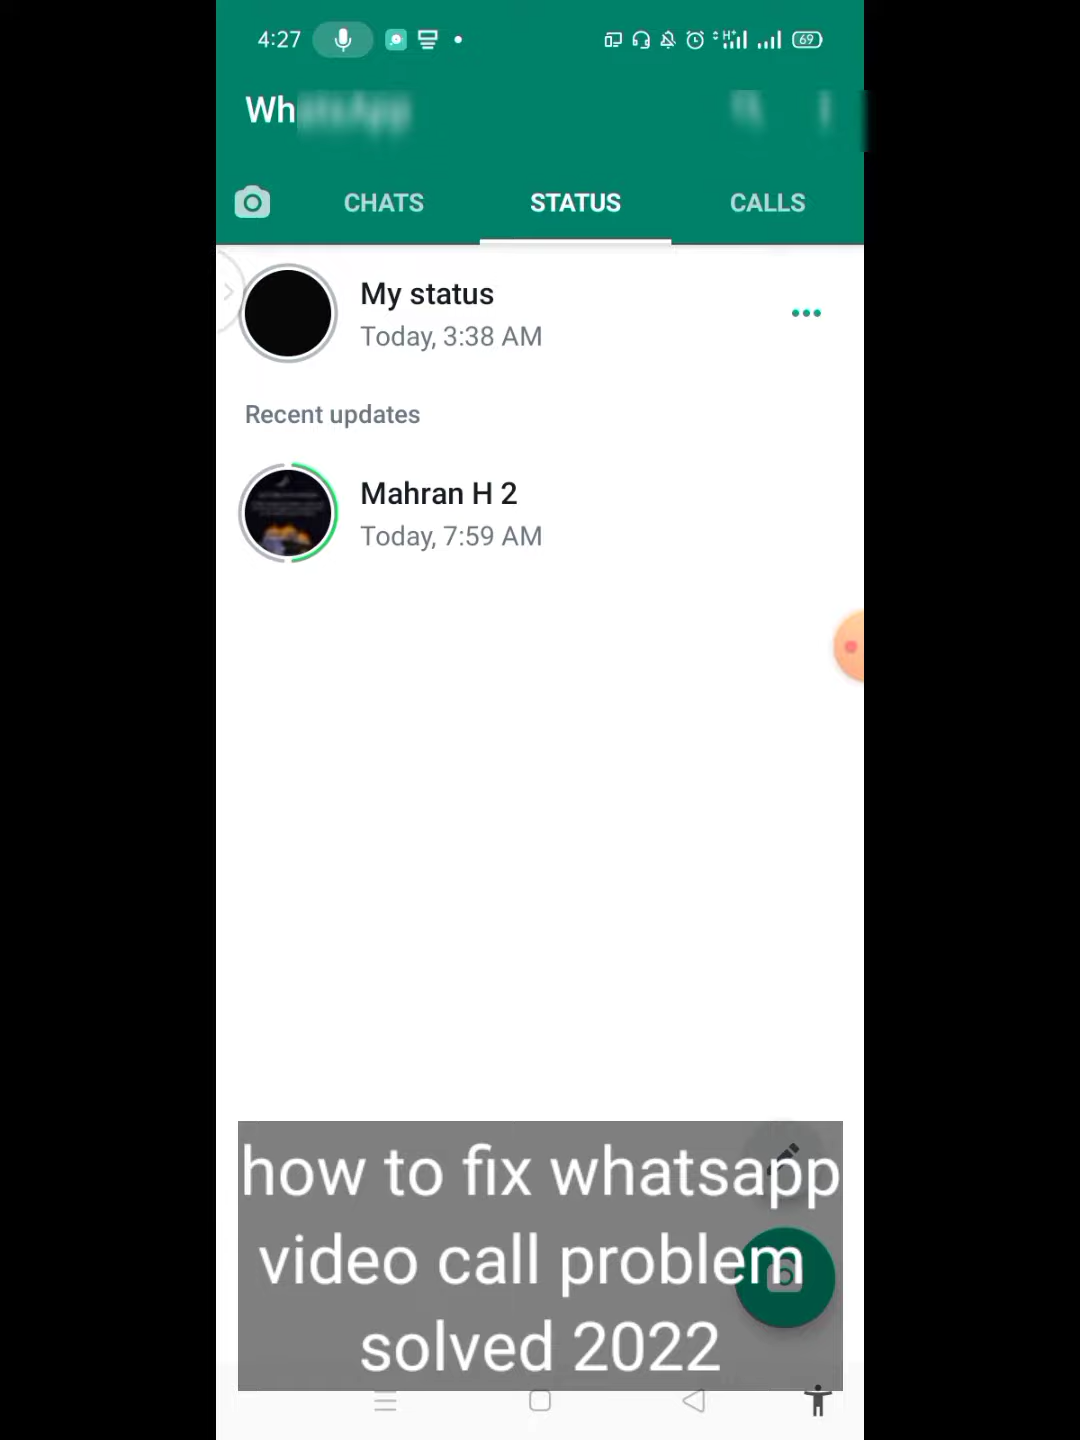 4:27
69
Wh
CHATS
STATUS
CALLS
My status
Today, 3:38 AM
Recent updates
Mahran H 2
Today, 7:59 AM
how to fix whatsapp
video call problem
solved 2022